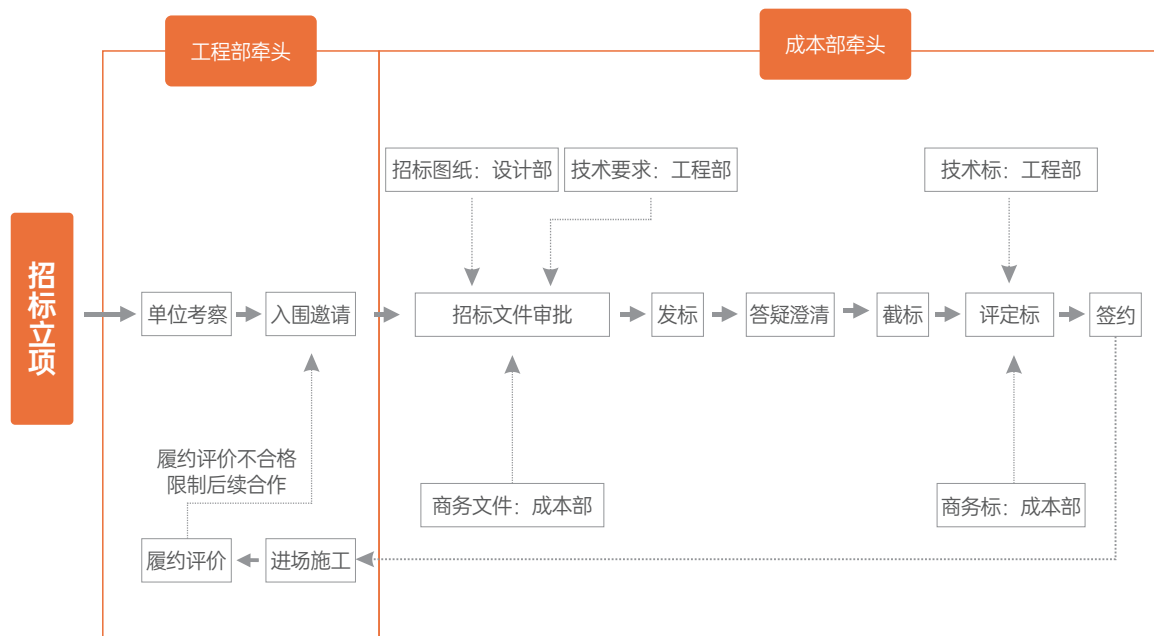 工程部牵头
成本部牵头
招标图纸：设计部
技术要求：工程部
技术标：工程部
招标立项
单位考察
入围邀请
招标文件审批
发标
答疑澄清
截标
评定标
签约
履约评价不合格
限制后续合作
商务文件：成本部
商务标：成本部
履约评价
进场施工